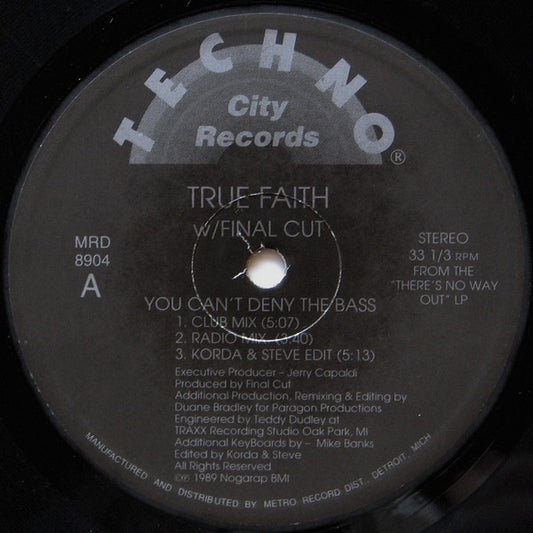 TECHNO
City
Records
®
TRUE FAITH
w/FINAL CUT
MRD
8904
A
STEREO
33 1/3 RPM
FROM THE
"THERE'S NO WAY
OUT" LP
YOU CAN'T DENY THE BASS
1. CLUB MIX (5:07)
2. RADIO MIX (3:40)
3. KORDA & STEVE EDIT (5:13)
Executive Producer - Jerry Capaldi
Produced by Final Cut
Additional Production, Remixing & Editing by
Duane Bradley for Paragon Productions
Engineered by Teddy Dudley at
TRAXX Recording Studio Oak Park, MI
Additional KeyBoards by – Mike Banks
Edited by Korda & Steve
All Rights Reserved
©℗ 1989 Nogarap BMI
MANUFACTURED AND DISTRIBUTED BY METRO RECORD DIST., DETROIT, MICH